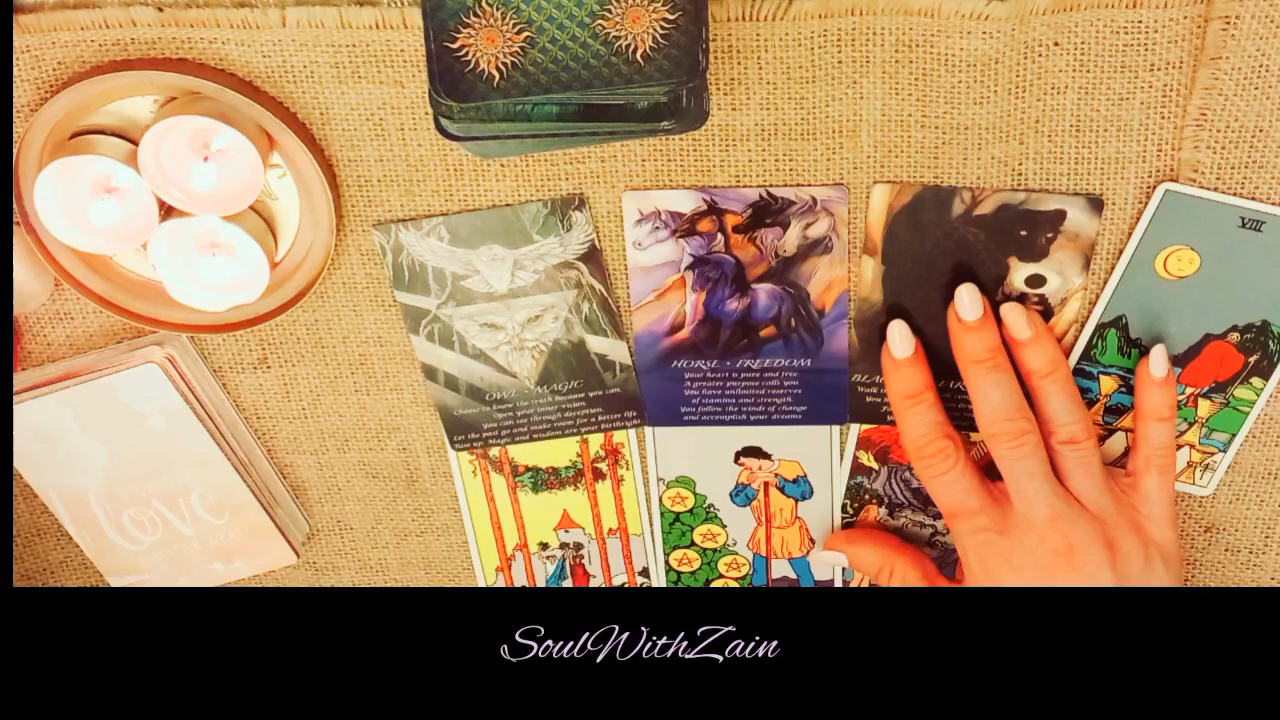 VIII
OWL • MAGIC
Choose to know the truth because you can.
Open your inner vision.
You can see through deception.
Let the past go and make room for a better life
Rise up. Magic and wisdom are your birthright
HORSE • FREEDOM
Your heart is pure and free.
A greater purpose calls you.
You have unlimited reserves
of stamina and strength.
You follow the winds of change
and accomplish your dreams
Walk
love
SoulWithZain